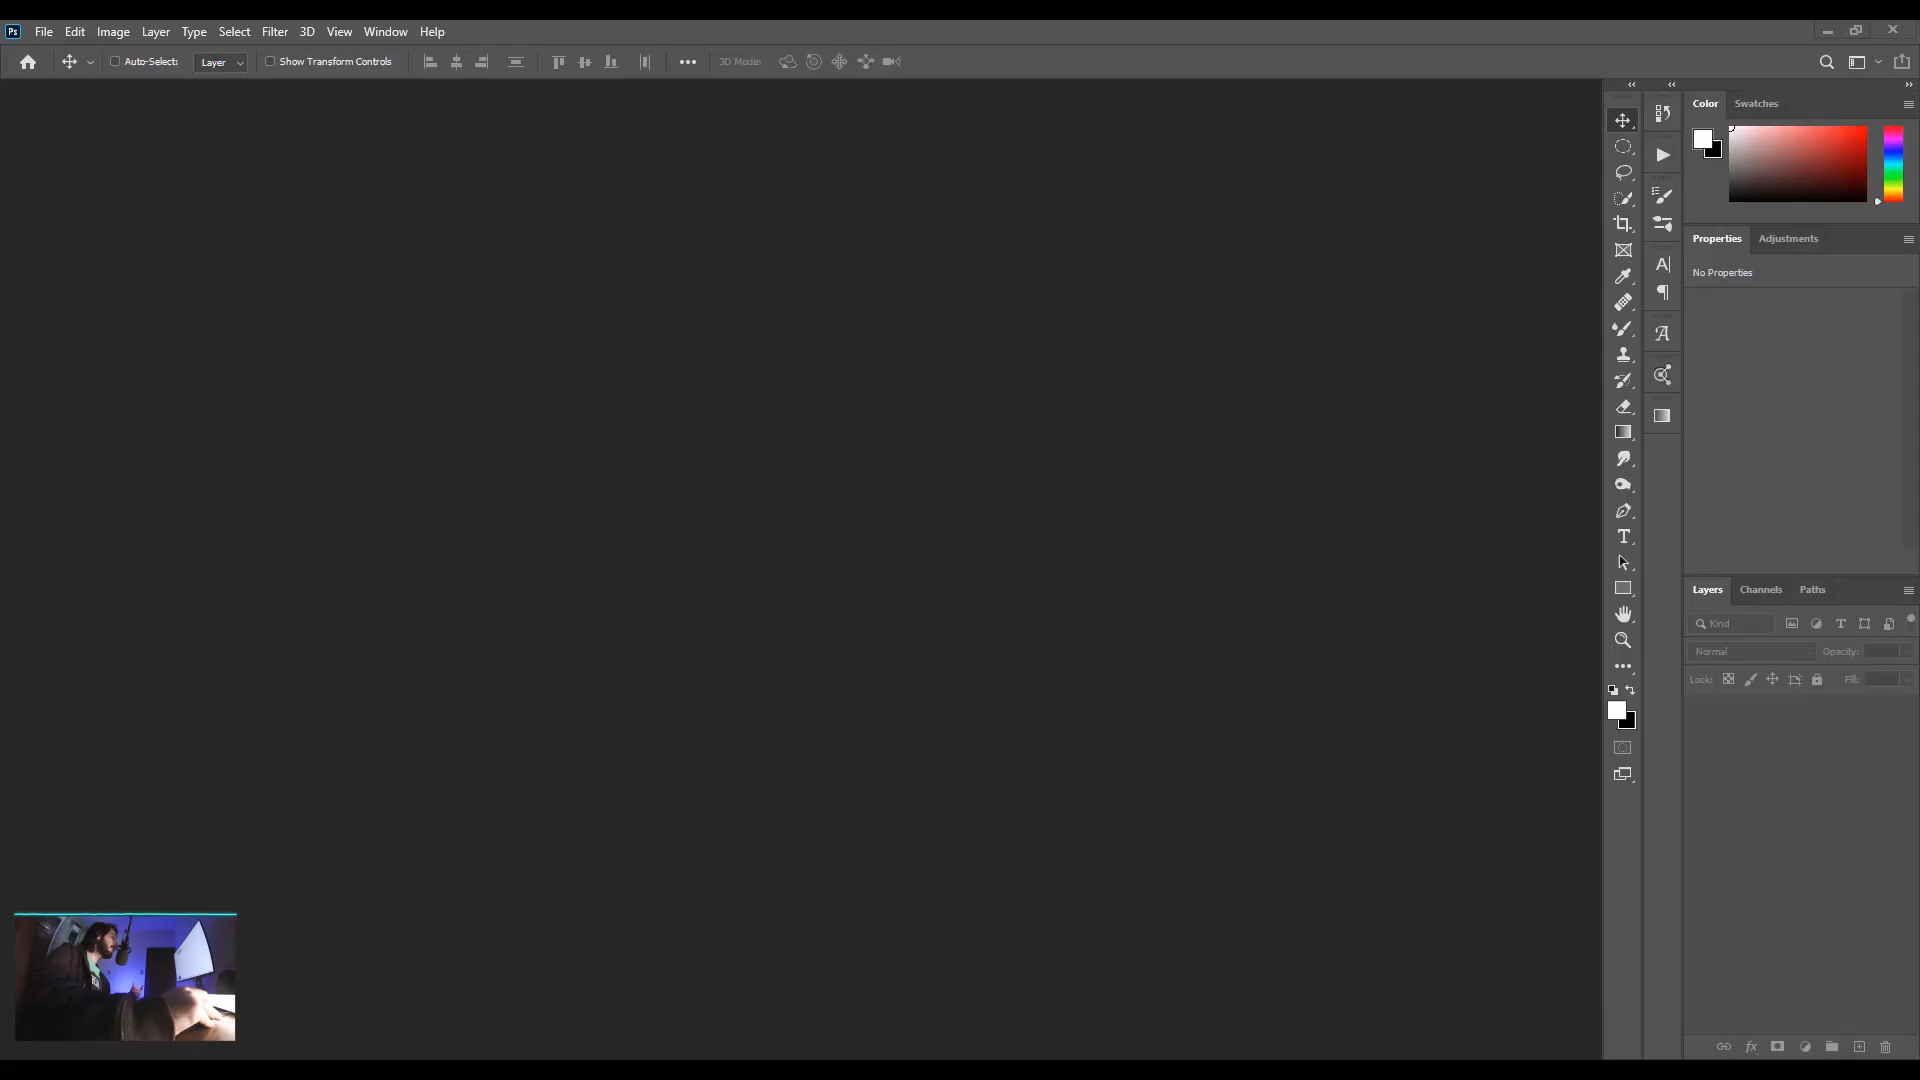 Ps File Edit Image Layer Type Select Filter 3D View Window Help
Auto-Select: Layer Show Transform Controls 3D Mode:
Color Swatches
Properties Adjustments
No Properties
Layers Channels Paths
Kind
Normal Opacity:
Lock: Fill:
fx